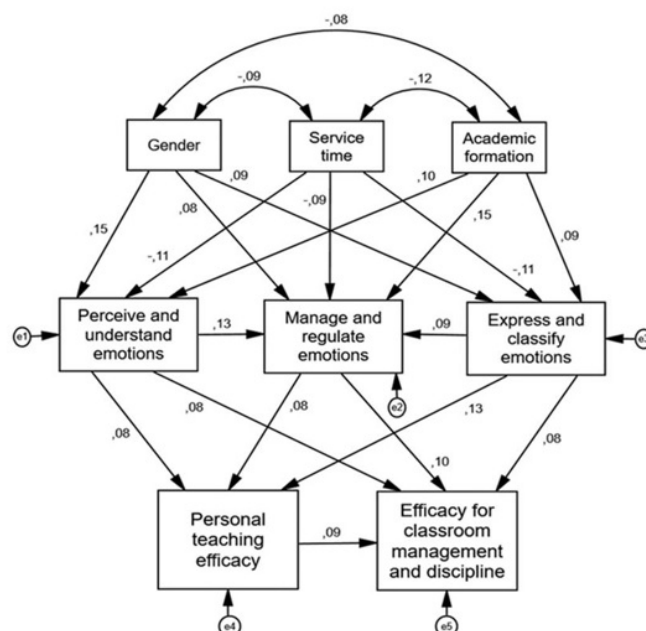 -,08
-,09
-,12
Gender
Service
time
Academic
formation
,09
-,09
,10
,15
,08
-,11
,15
-,11
,09
e1
Perceive and
understand
emotions
,13
Manage and
regulate
emotions
,09
Express and
classify
emotions
e3
e2
,08
,08
,08
,10
,13
,08
Personal
teaching
efficacy
,09
Efficacy for
classroom
management
and discipline
e4
e5